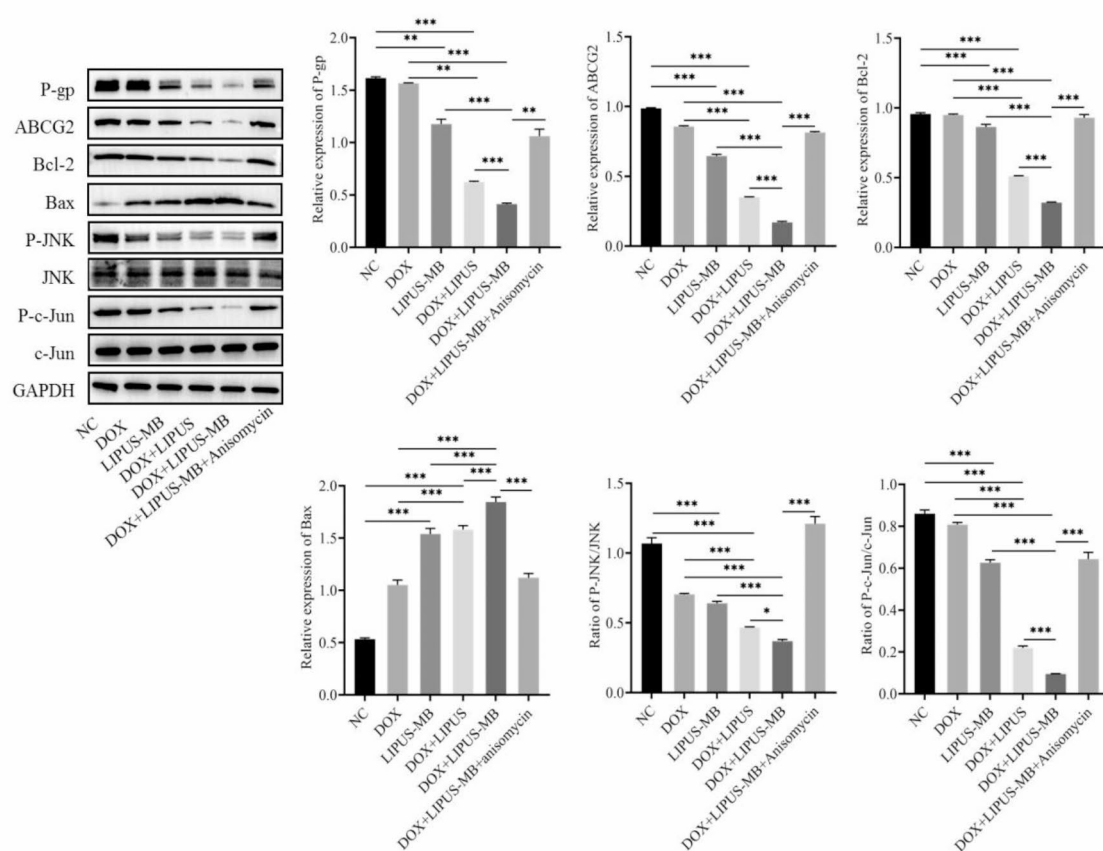 P-gp
ABCG2
Bcl-2
Bax
P-JNK
JNK
P-c-Jun
c-Jun
GAPDH
NC
DOX
LIPUS-MB
DOX+LIPUS
DOX+LIPUS-MB
DOX+LIPUS-MB+Anisomycin
Relative expression of P-gp
2.0
1.5
1.0
0.5
0.0
***
**
***
**
***
**
***
NC
DOX
LIPUS-MB
DOX+LIPUS
DOX+LIPUS-MB
DOX+LIPUS-MB+Anisomycin
Relative expression of ABCG2
1.5
1.0
0.5
0.0
***
***
***
***
***
***
***
NC
DOX
LIPUS-MB
DOX+LIPUS
DOX+LIPUS-MB
DOX+LIPUS-MB+Anisomycin
Relative expression of Bcl-2
1.5
1.0
0.5
0.0
***
***
***
***
***
***
***
NC
DOX
LIPUS-MB
DOX+LIPUS
DOX+LIPUS-MB
DOX+LIPUS-MB+Anisomycin
Relative expression of Bax
2.0
1.5
1.0
0.5
0.0
***
***
***
***
***
***
***
NC
DOX
LIPUS-MB
DOX+LIPUS
DOX+LIPUS-MB
DOX+LIPUS-MB+anisomycin
Ratio of P-JNK/JNK
1.5
1.0
0.5
0.0
***
***
***
***
***
***
*
NC
DOX
LIPUS-MB
DOX+LIPUS
DOX+LIPUS-MB
DOX+LIPUS-MB+Anisomycin
Ratio of P-c-Jun/c-Jun
1.0
0.8
0.6
0.4
0.2
0.0
***
***
***
***
***
***
***
NC
DOX
LIPUS-MB
DOX+LIPUS
DOX+LIPUS-MB
DOX+LIPUS-MB+Anisomycin